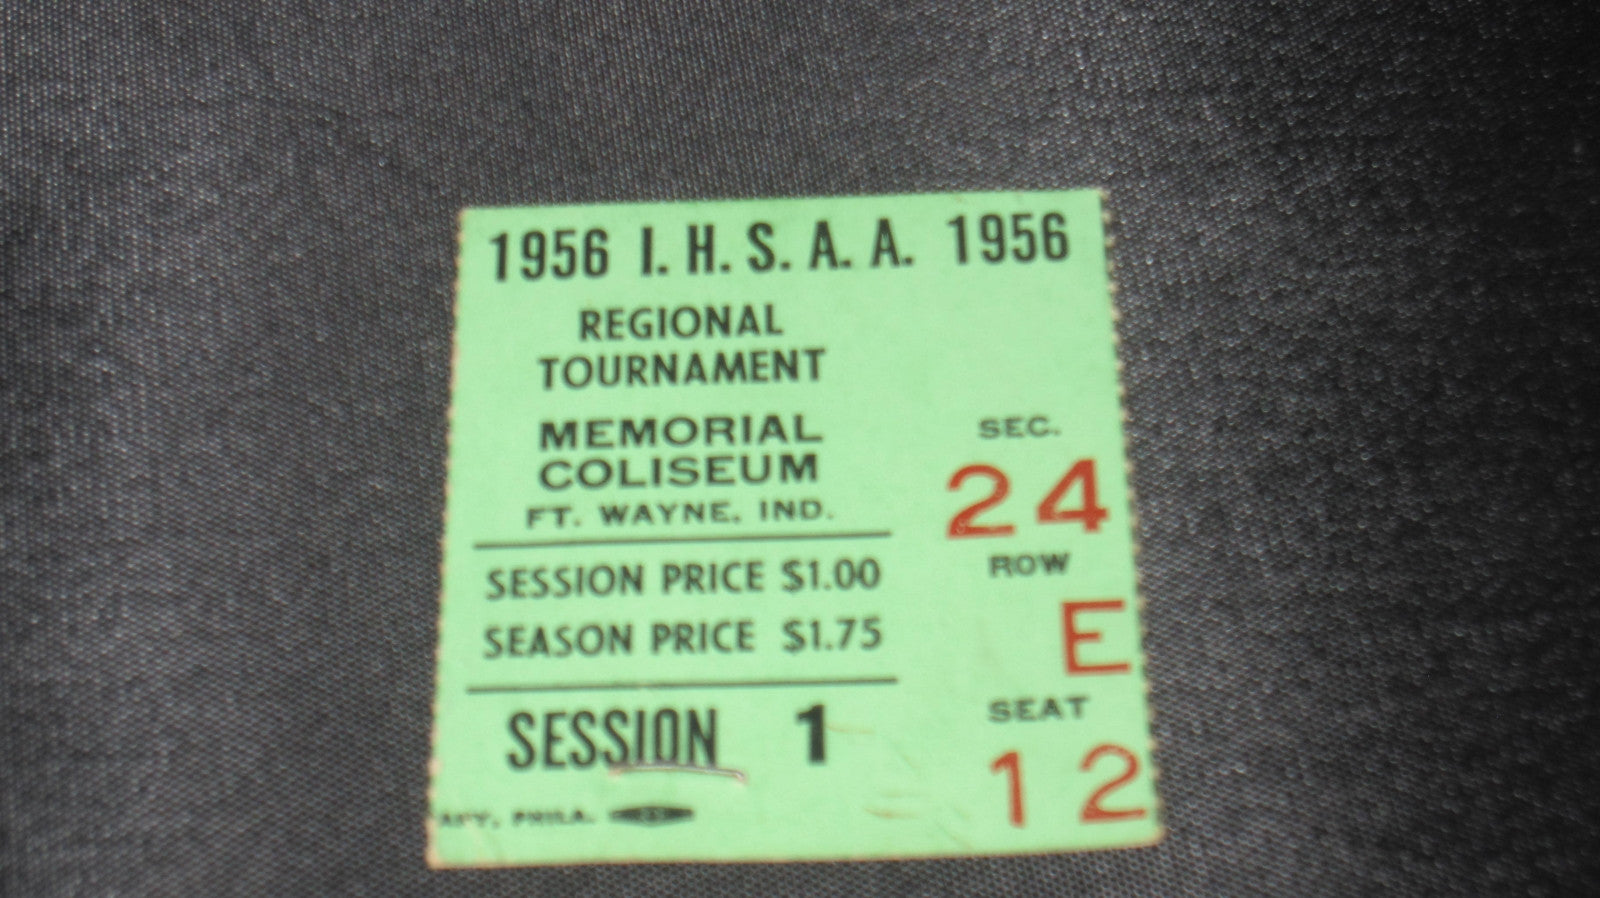 1956 I. H. S. A. A. 1956
REGIONAL
TOURNAMENT
MEMORIAL
COLISEUM
FT. WAYNE, IND.
SESSION PRICE $1.00
SEASON PRICE $1.75
SESSION 1
PHILA.
SEC.
24
ROW
E
SEAT
12